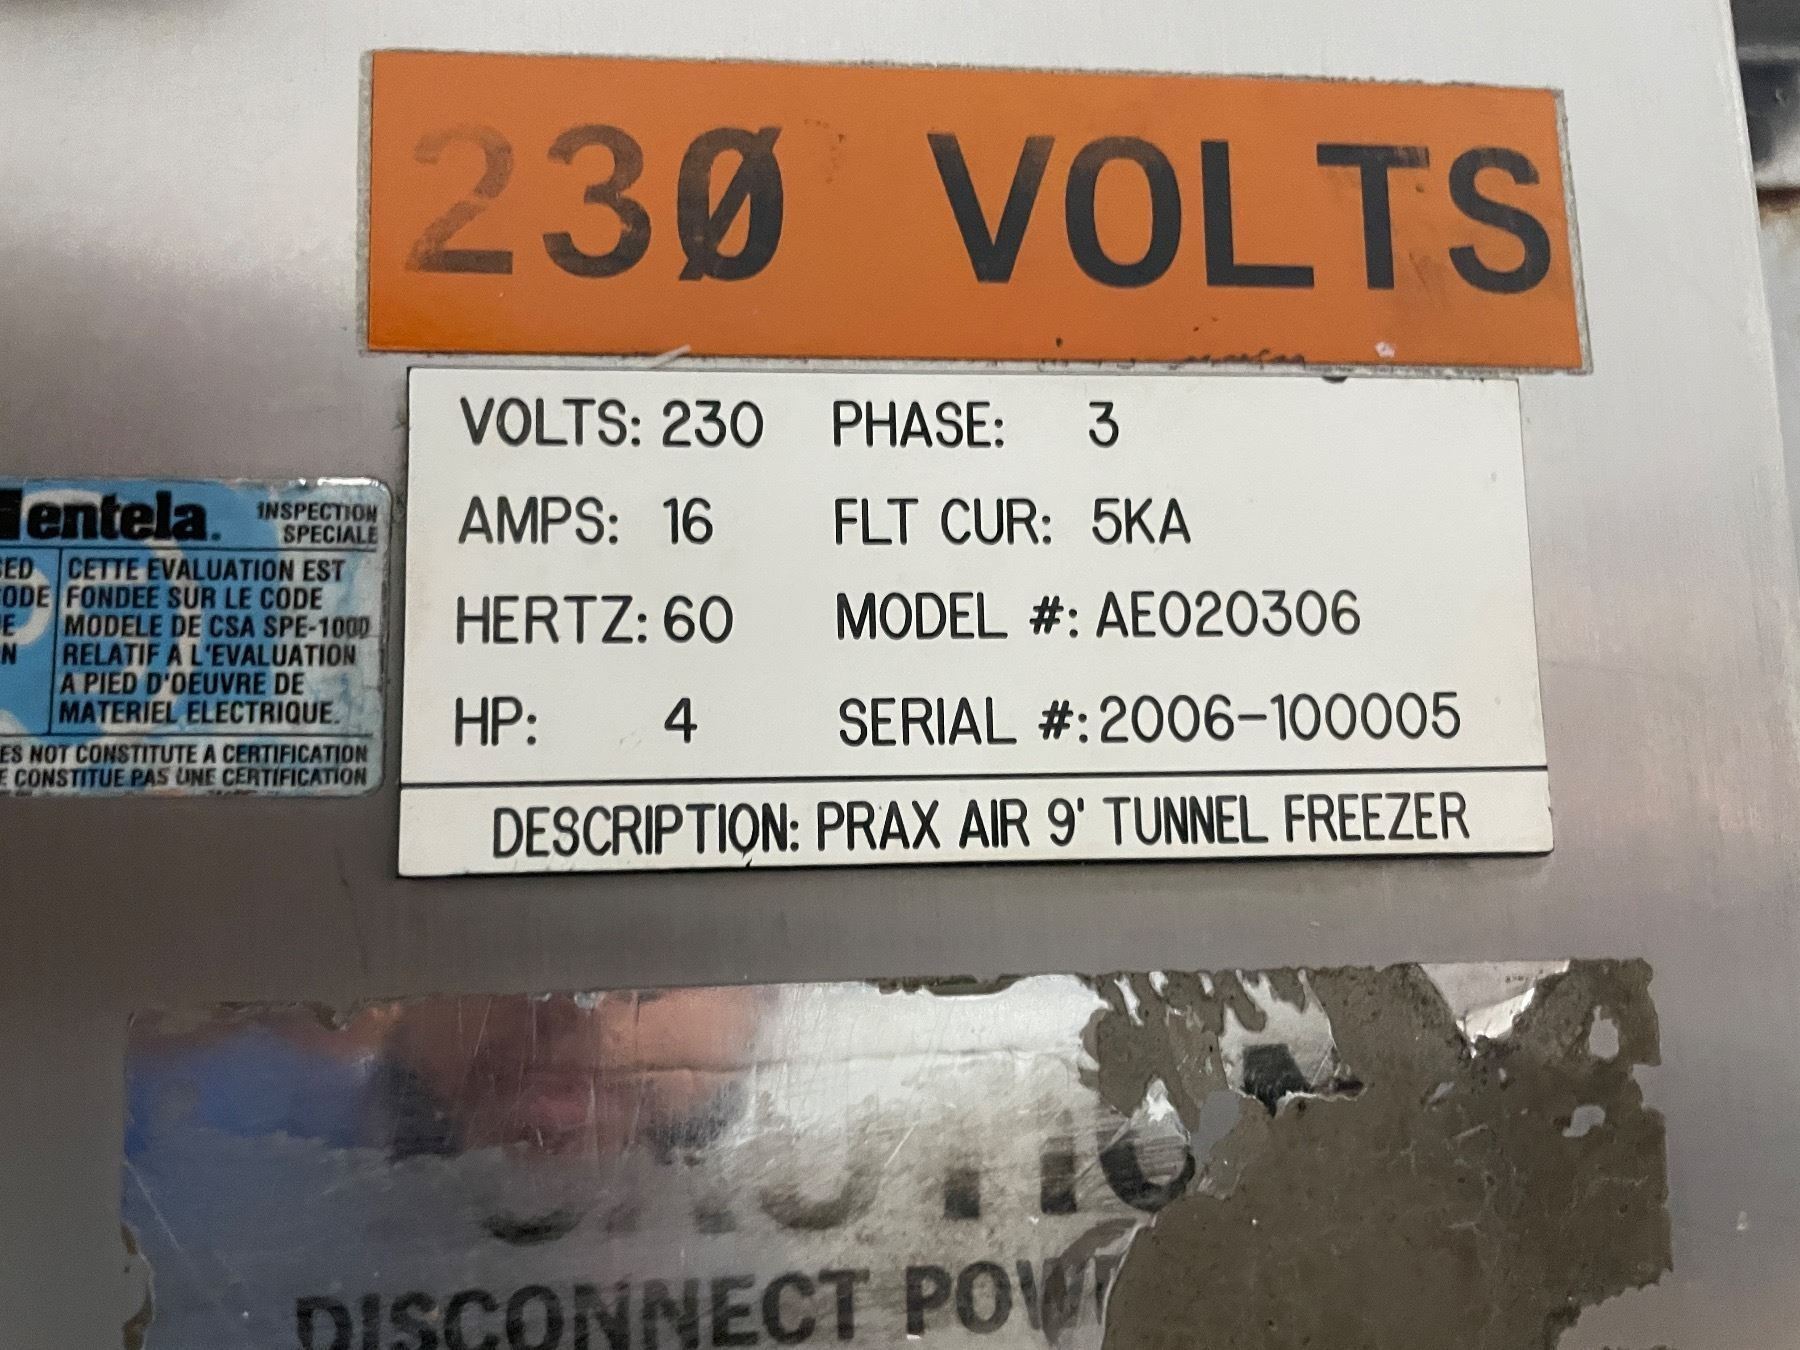 23Ø VOLTS
VOLTS: 230 PHASE: 3
AMPS: 16 FLT CUR: 5KA
HERTZ: 60 MODEL #: AE020306
HP: 4 SERIAL #: 2006-100005
DESCRIPTION: PRAX AIR 9' TUNNEL FREEZER
entela.
INSPECTION
SPECIALE
CETTE EVALUATION EST
FONDEE SUR LE CODE
MODELE DE CSA SPE-1000
RELATIF A L'EVALUATION
A PIED D'OEUVRE DE
MATERIEL ELECTRIQUE.
NOT CONSTITUTE A CERTIFICATION
CONSTITUE PAS UNE CERTIFICATION
DISCONNECT